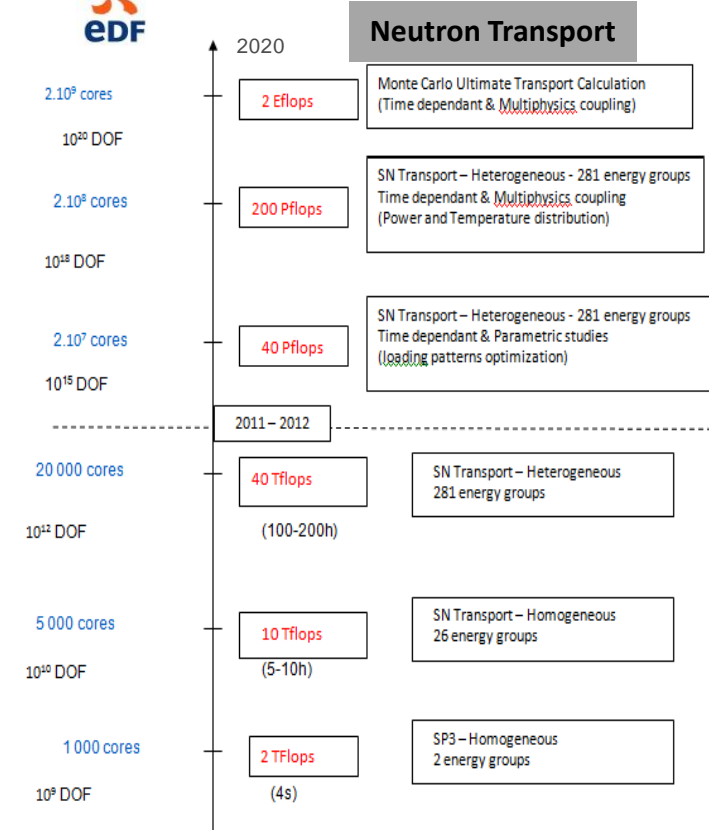 eDF
Neutron Transport
2020
2.10⁹ cores
2 Eflops
Monte Carlo Ultimate Transport Calculation
(Time dependant & Multiphysics coupling)
10²⁰ DOF
2.10⁸ cores
200 Pflops
SN Transport – Heterogeneous - 281 energy groups
Time dependant & Multiphysics coupling
(Power and Temperature distribution)
10¹⁸ DOF
2.10⁷ cores
40 Pflops
SN Transport – Heterogeneous - 281 energy groups
Time dependant & Parametric studies
(loading patterns optimization)
10¹⁵ DOF
2011 – 2012
20 000 cores
40 Tflops
SN Transport – Heterogeneous
281 energy groups
10¹² DOF
(100-200h)
5 000 cores
10 Tflops
SN Transport – Homogeneous
26 energy groups
10¹⁰ DOF
(5-10h)
1 000 cores
2 TFlops
SP3 – Homogeneous
2 energy groups
10⁹ DOF
(4s)